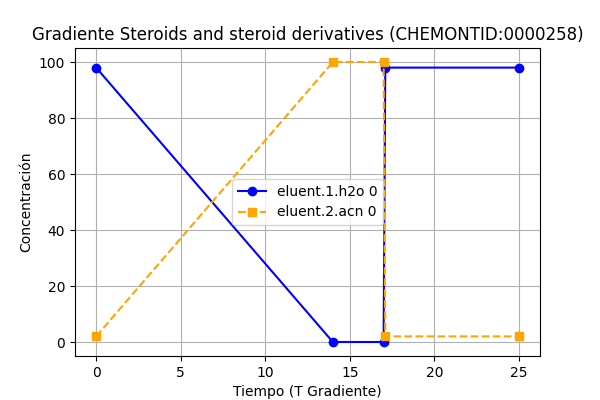 Gradiente Steroids and steroid derivatives (CHEMONTID:0000258)
100
80
60
40
20
0
Concentración
eluent.1.h2o 0
eluent.2.acn 0
0 5 10 15 20 25
Tiempo (T Gradiente)